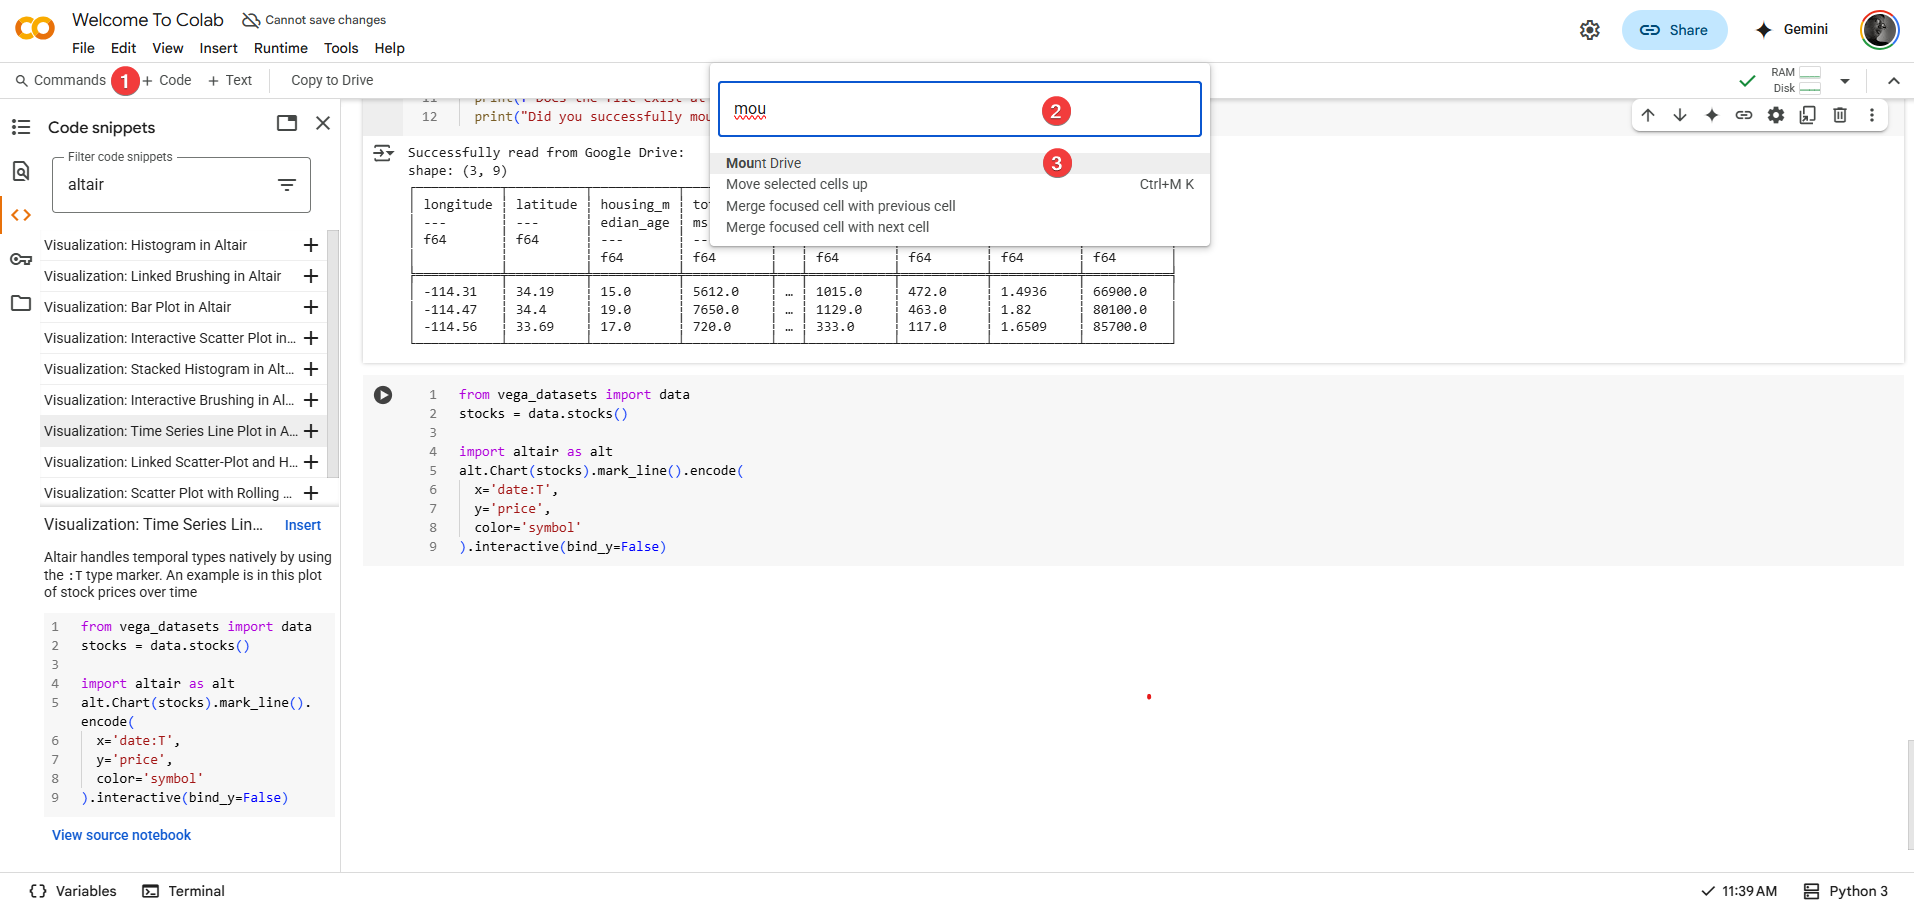 Welcome To Colab
Cannot save changes
File Edit View Insert Runtime Tools Help
Share
Gemini
Commands 1 + Code + Text Copy to Drive
RAM
Disk
Code snippets
Filter code snippets
altair
Visualization: Histogram in Altair
Visualization: Linked Brushing in Altair
Visualization: Bar Plot in Altair
Visualization: Interactive Scatter Plot in...
Visualization: Stacked Histogram in Alt...
Visualization: Interactive Brushing in Al...
Visualization: Time Series Line Plot in A...
Visualization: Linked Scatter-Plot and H...
Visualization: Scatter Plot with Rolling ...
Visualization: Time Series Lin... Insert
Altair handles temporal types natively by using
the :T type marker. An example is in this plot
of stock prices over time
1 from vega_datasets import data
2 stocks = data.stocks()
3
4 import altair as alt
5 alt.Chart(stocks).mark_line().
encode(
6 x='date:T',
7 y='price',
8 color='symbol'
9 ).interactive(bind_y=False)
View source notebook
mou 2
Mount Drive 3
Move selected cells up Ctrl+M K
Merge focused cell with previous cell
Merge focused cell with next cell
12 print("Did you successfully mou
Successfully read from Google Drive:
shape: (3, 9)
longitude latitude housing_m to
--- --- edian_age ms
f64 f64 --- --
f64 f64 f64 f64 f64 f64
-114.31 34.19 15.0 5612.0 … 1015.0 472.0 1.4936 66900.0
-114.47 34.4 19.0 7650.0 … 1129.0 463.0 1.82 80100.0
-114.56 33.69 17.0 720.0 … 333.0 117.0 1.6509 85700.0
1 from vega_datasets import data
2 stocks = data.stocks()
3
4 import altair as alt
5 alt.Chart(stocks).mark_line().encode(
6 x='date:T',
7 y='price',
8 color='symbol'
9 ).interactive(bind_y=False)
Variables Terminal
11:39 AM Python 3